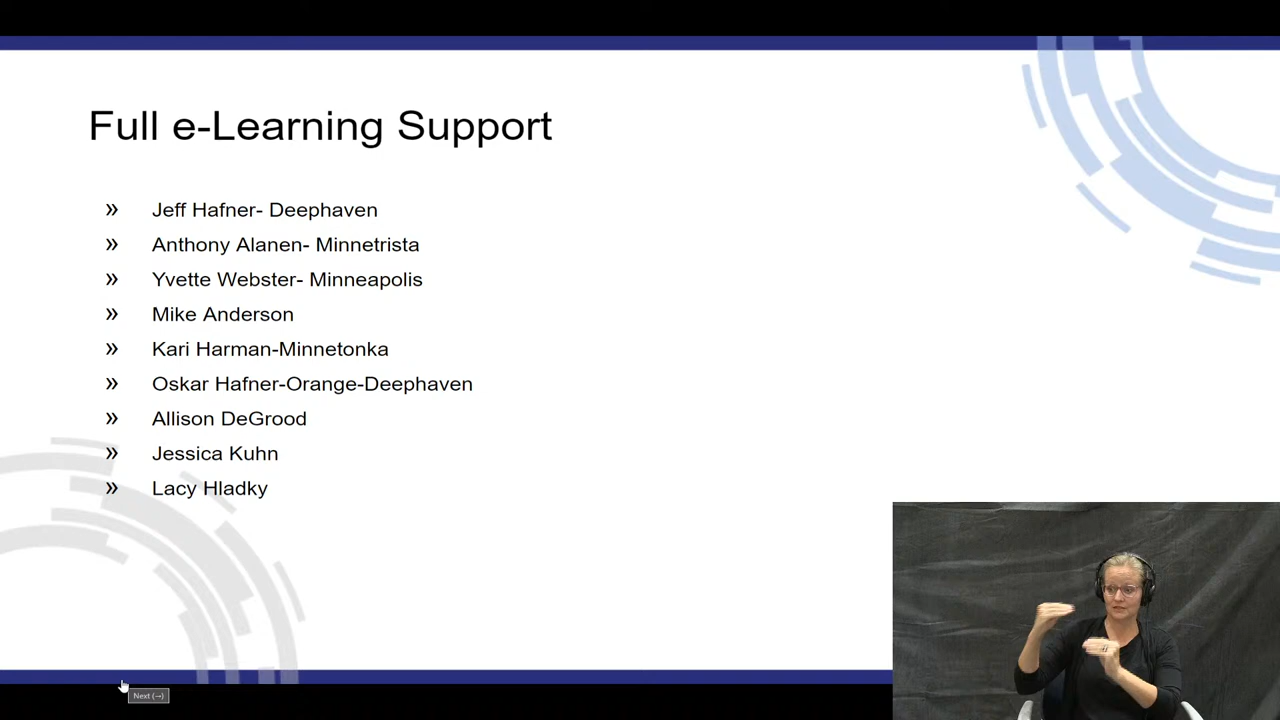 Full e-Learning Support
» Jeff Hafner- Deephaven
» Anthony Alanen- Minnetrista
» Yvette Webster- Minneapolis
» Mike Anderson
» Kari Harman-Minnetonka
» Oskar Hafner-Orange-Deephaven
» Allison DeGrood
» Jessica Kuhn
» Lacy Hladky
Next (→)